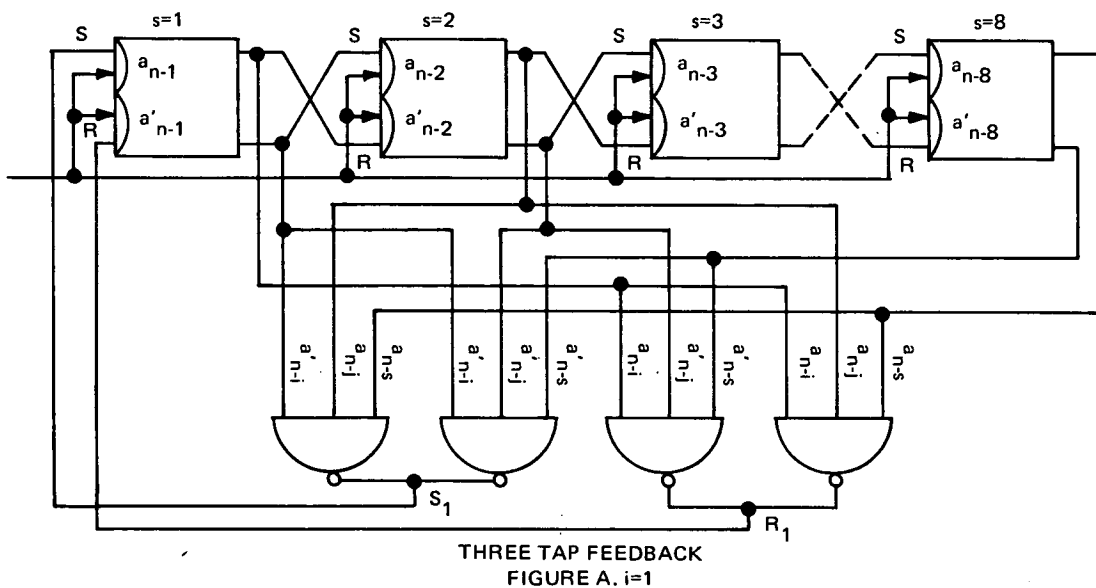 s=1 s=2 s=3 s=8
S S S S
a_{n-1} a_{n-2} a_{n-3} a_{n-8}
a'_{n-1} a'_{n-2} a'_{n-3} a'_{n-8}
R R R R
a'_{n-i} a_{n-j} a_{n-s} a'_{n-i} a'_{n-j} a'_{n-s} a_{n-i} a'_{n-j} a'_{n-s} a_{n-i} a_{n-j} a_{n-s}
S_1 R_1
THREE TAP FEEDBACK
FIGURE A. i=1